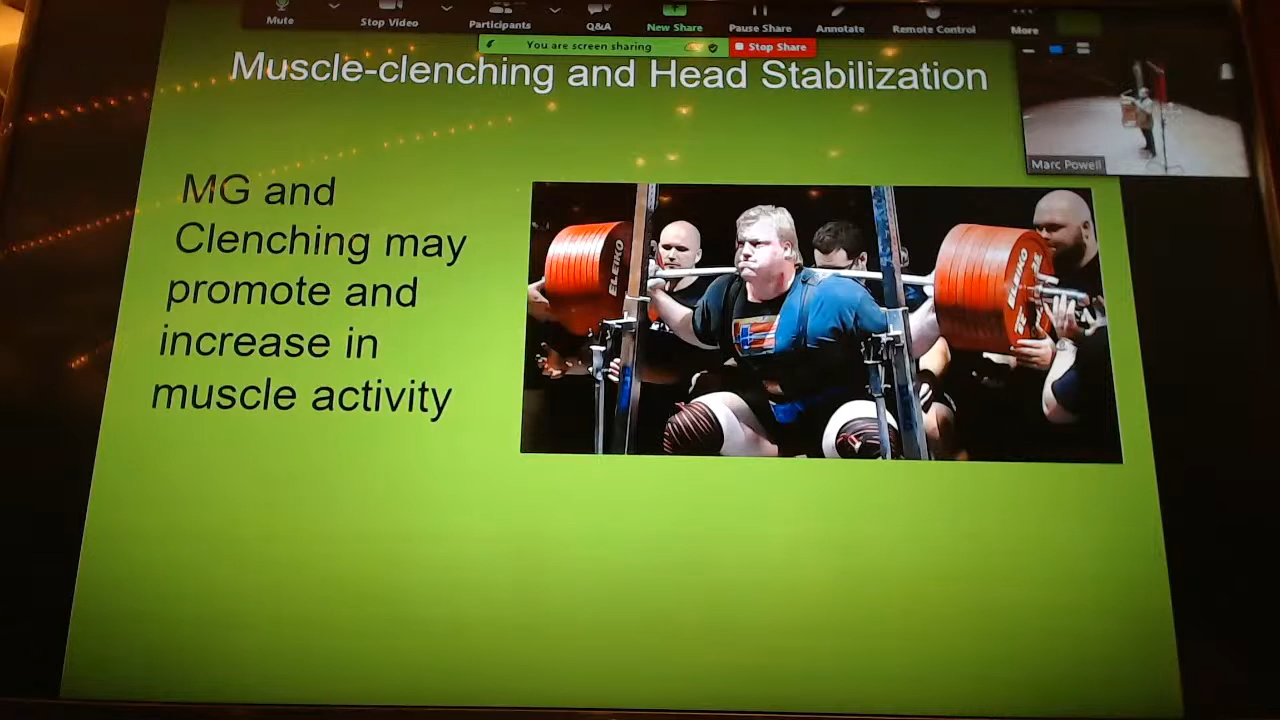 Mute
Stop Video
Participants
Q&A
New Share
Pause Share
Annotate
Remote Control
More
You are screen sharing
Stop Share
Muscle-clenching and Head Stabilization
Marc Powell
MG and
Clenching may
promote and
increase in
muscle activity
ELEIKO
ELEIKO